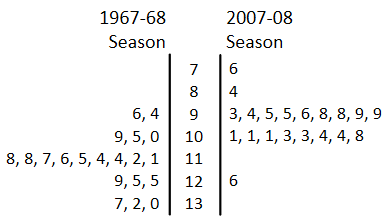 1967-68 2007-08
Season Season
7 6
8 4
6, 4 9 3, 4, 5, 5, 6, 8, 8, 9, 9
9, 5, 0 10 1, 1, 1, 3, 3, 4, 4, 8
8, 8, 7, 6, 5, 4, 4, 2, 1 11
9, 5, 5 12 6
7, 2, 0 13